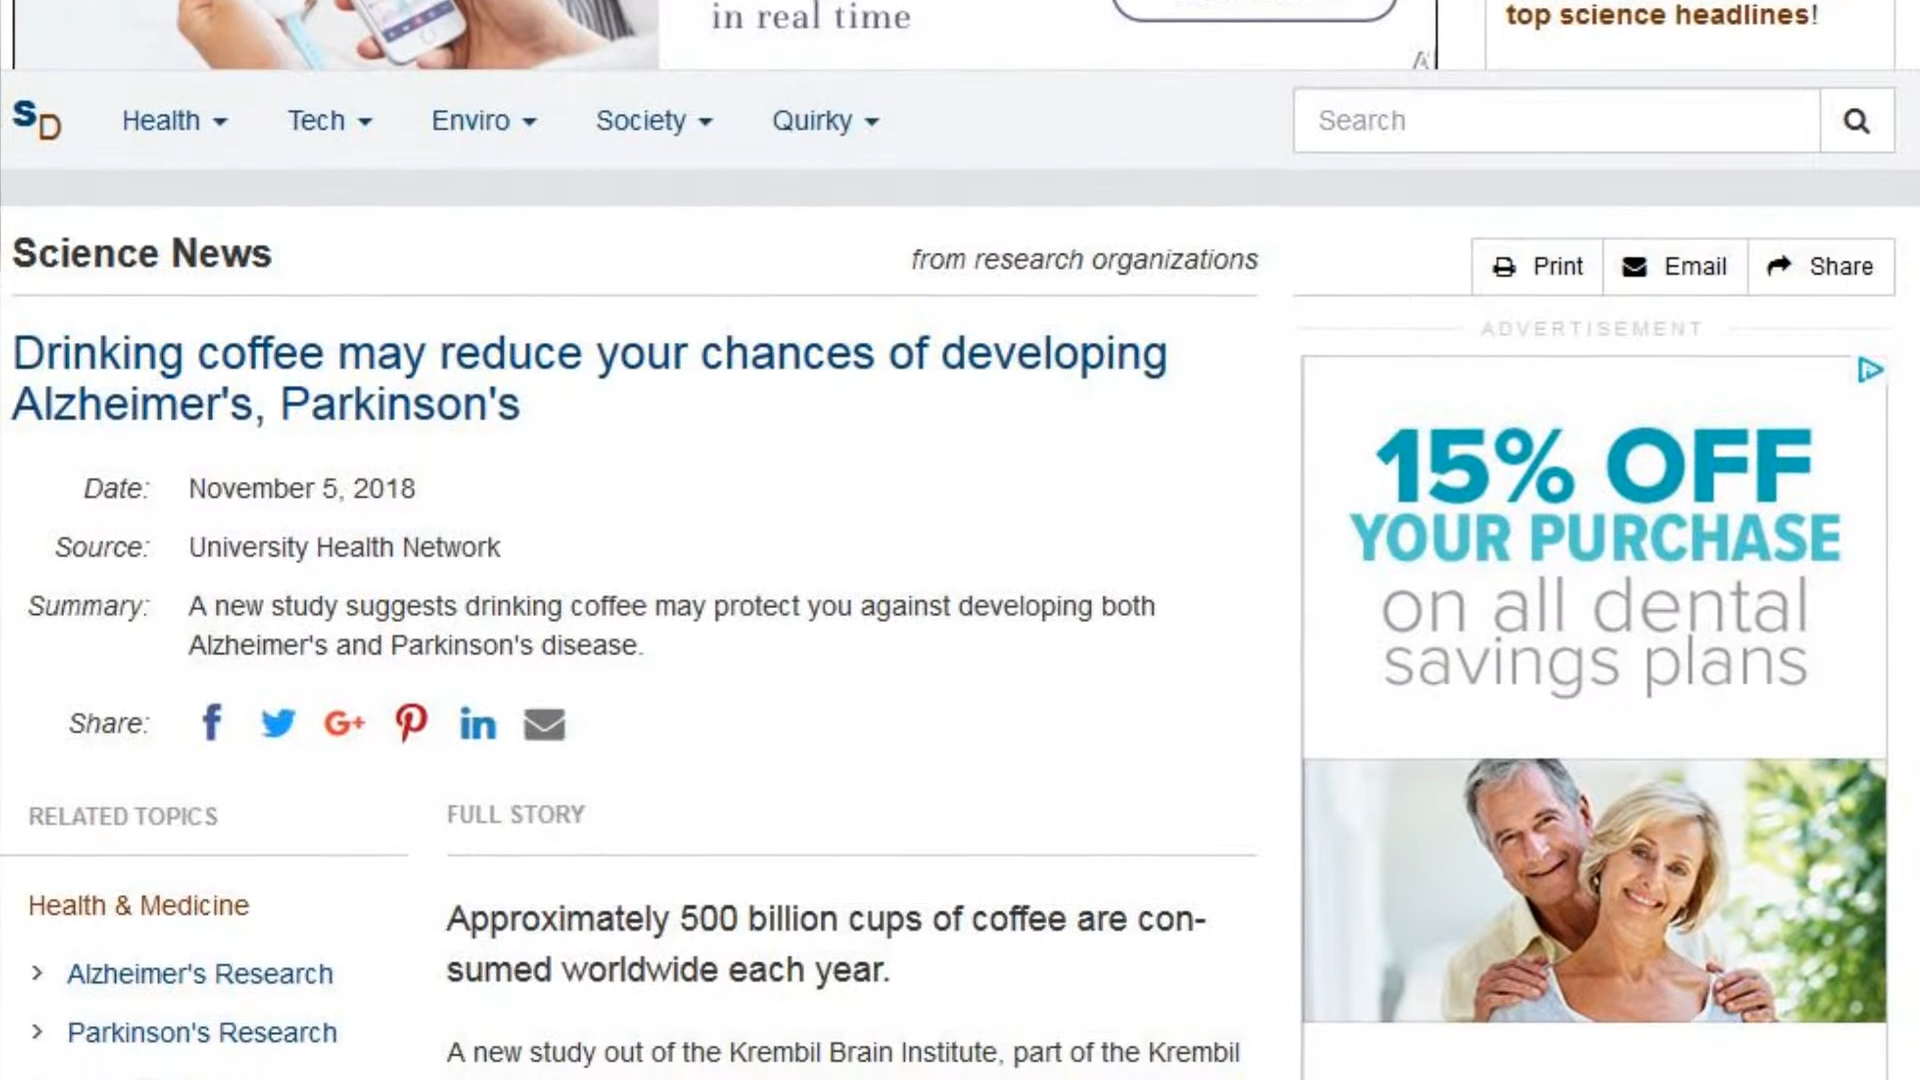 in real time
top science headlines!
SD
Health
Tech
Enviro
Society
Quirky
Search
Science News
from research organizations
Print
Email
Share
Drinking coffee may reduce your chances of developing
Alzheimer's, Parkinson's
Date:
November 5, 2018
Source:
University Health Network
Summary:
A new study suggests drinking coffee may protect you against developing both
Alzheimer's and Parkinson's disease.
Share:
f
G+
in
RELATED TOPICS
Health & Medicine
Alzheimer's Research
Parkinson's Research
FULL STORY
Approximately 500 billion cups of coffee are con-
sumed worldwide each year.
A new study out of the Krembil Brain Institute, part of the Krembil
ADVERTISEMENT
15% OFF
YOUR PURCHASE
on all dental
savings plans